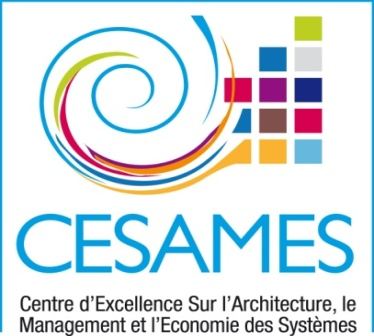 CESAMES
Centre d'Excellence Sur l'Architecture, le
Management et l'Economie des Systèmes